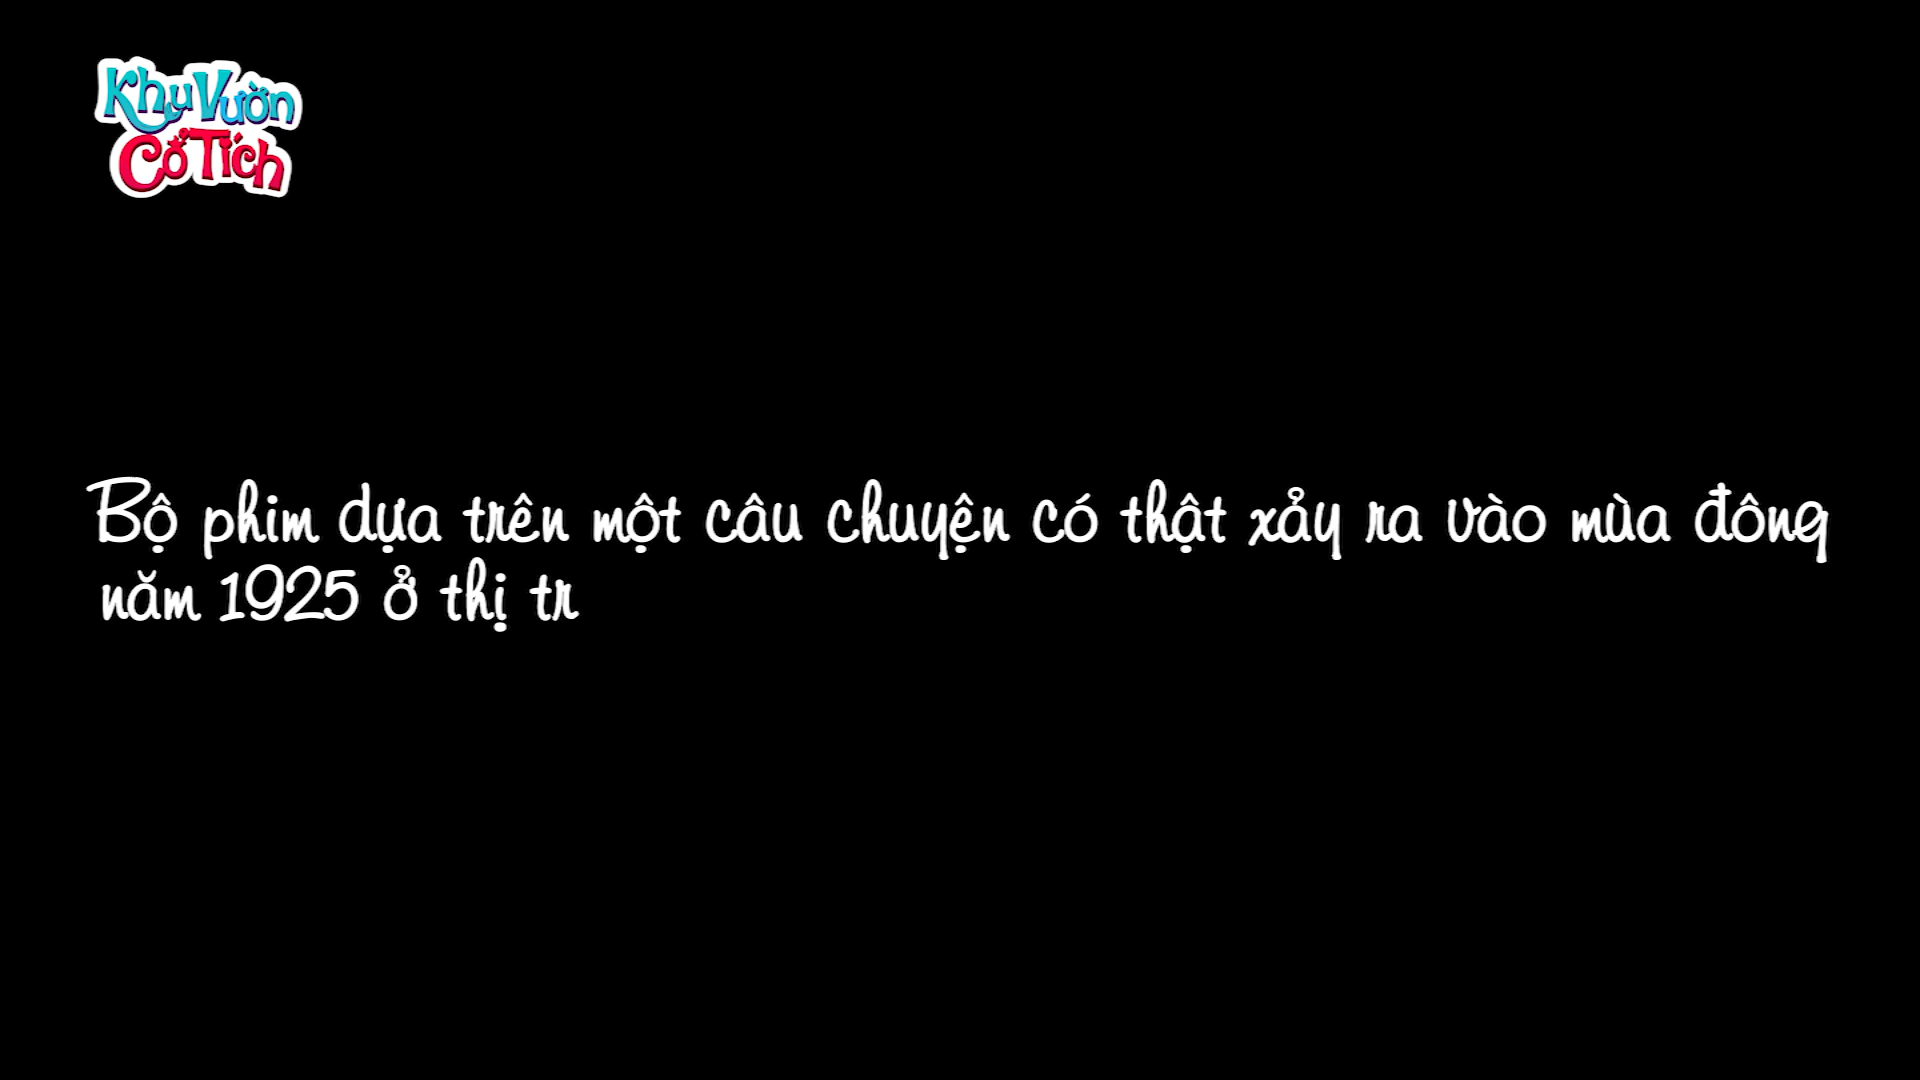 Khu Vườn
Cổ Tích
Bộ phim dựa trên một câu chuyện có thật xảy ra vào mùa đông
năm 1925 ở thị tr